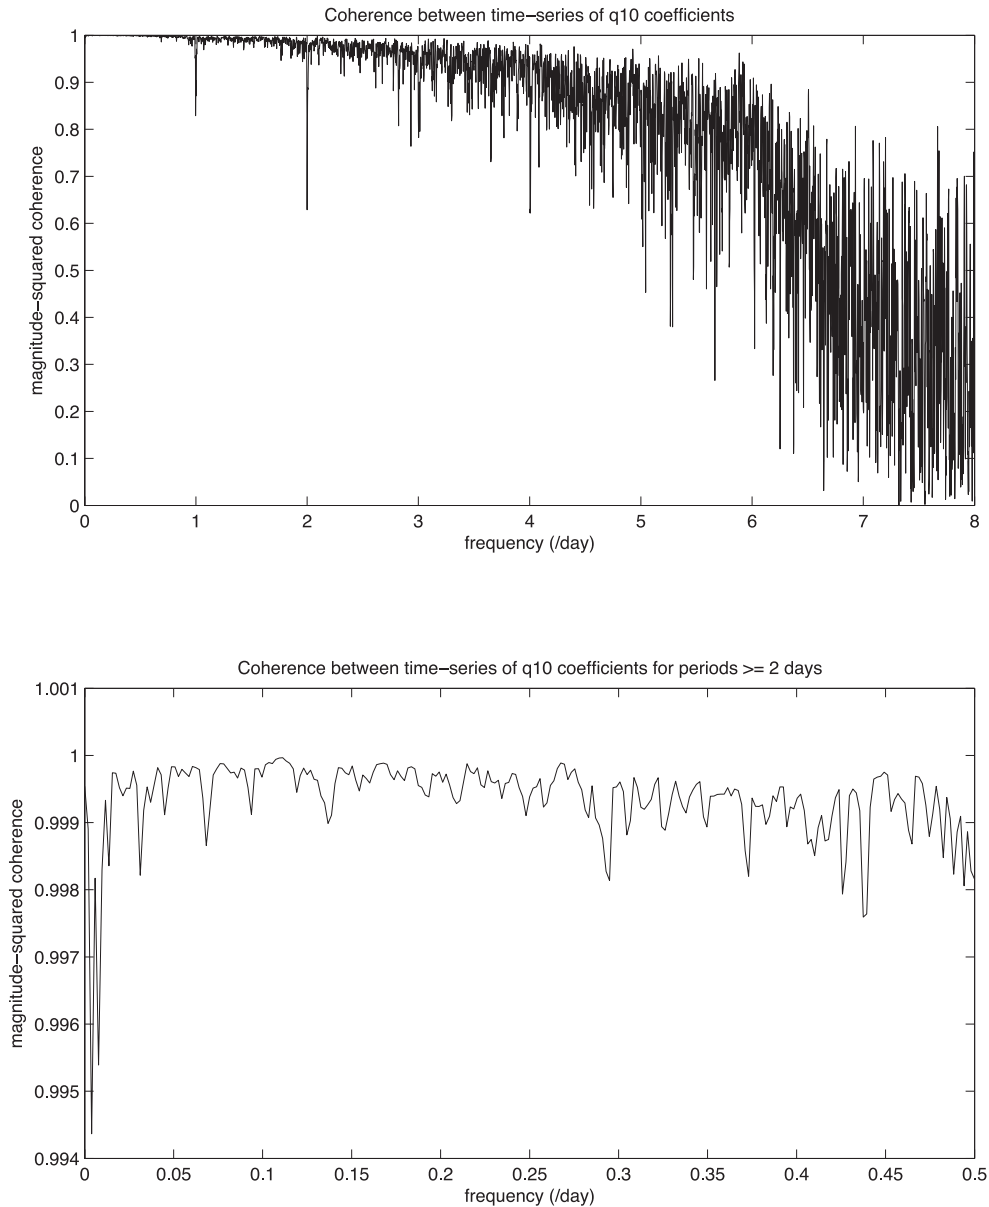 Coherence between time−series of q10 coefficients
1
0.9
0.8
0.7
0.6
0.5
0.4
0.3
0.2
0.1
0
magnitude−squared coherence
0 1 2 3 4 5 6 7 8
frequency (/day)
Coherence between time−series of q10 coefficients for periods >= 2 days
1.001
1
0.999
0.998
0.997
0.996
0.995
0.994
magnitude−squared coherence
0 0.05 0.1 0.15 0.2 0.25 0.3 0.35 0.4 0.45 0.5
frequency (/day)